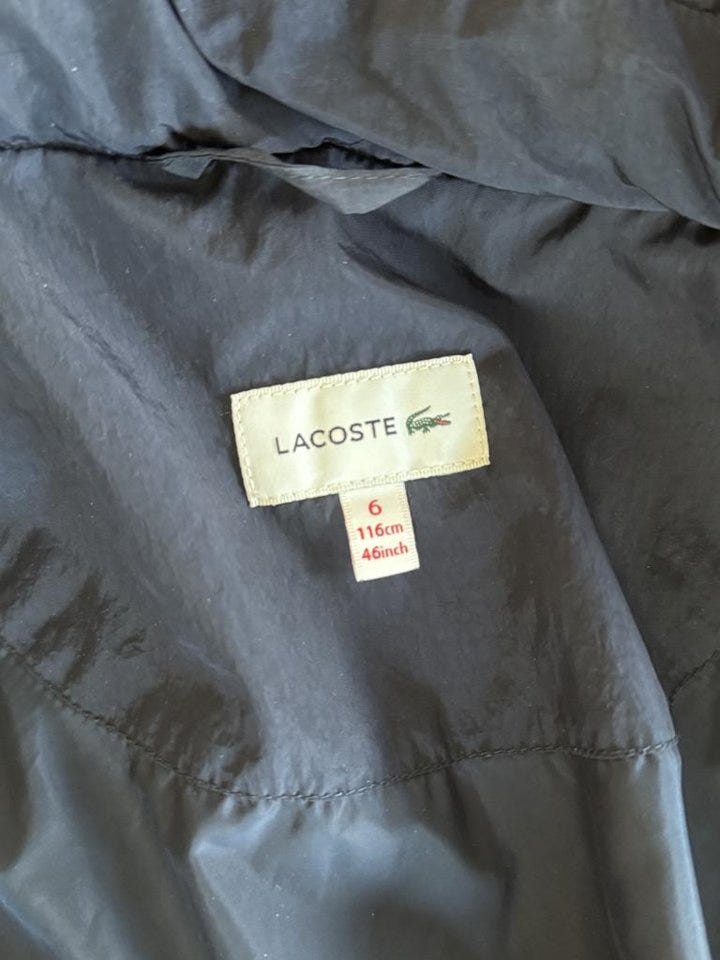 LACOSTE
6
116cm
46inch